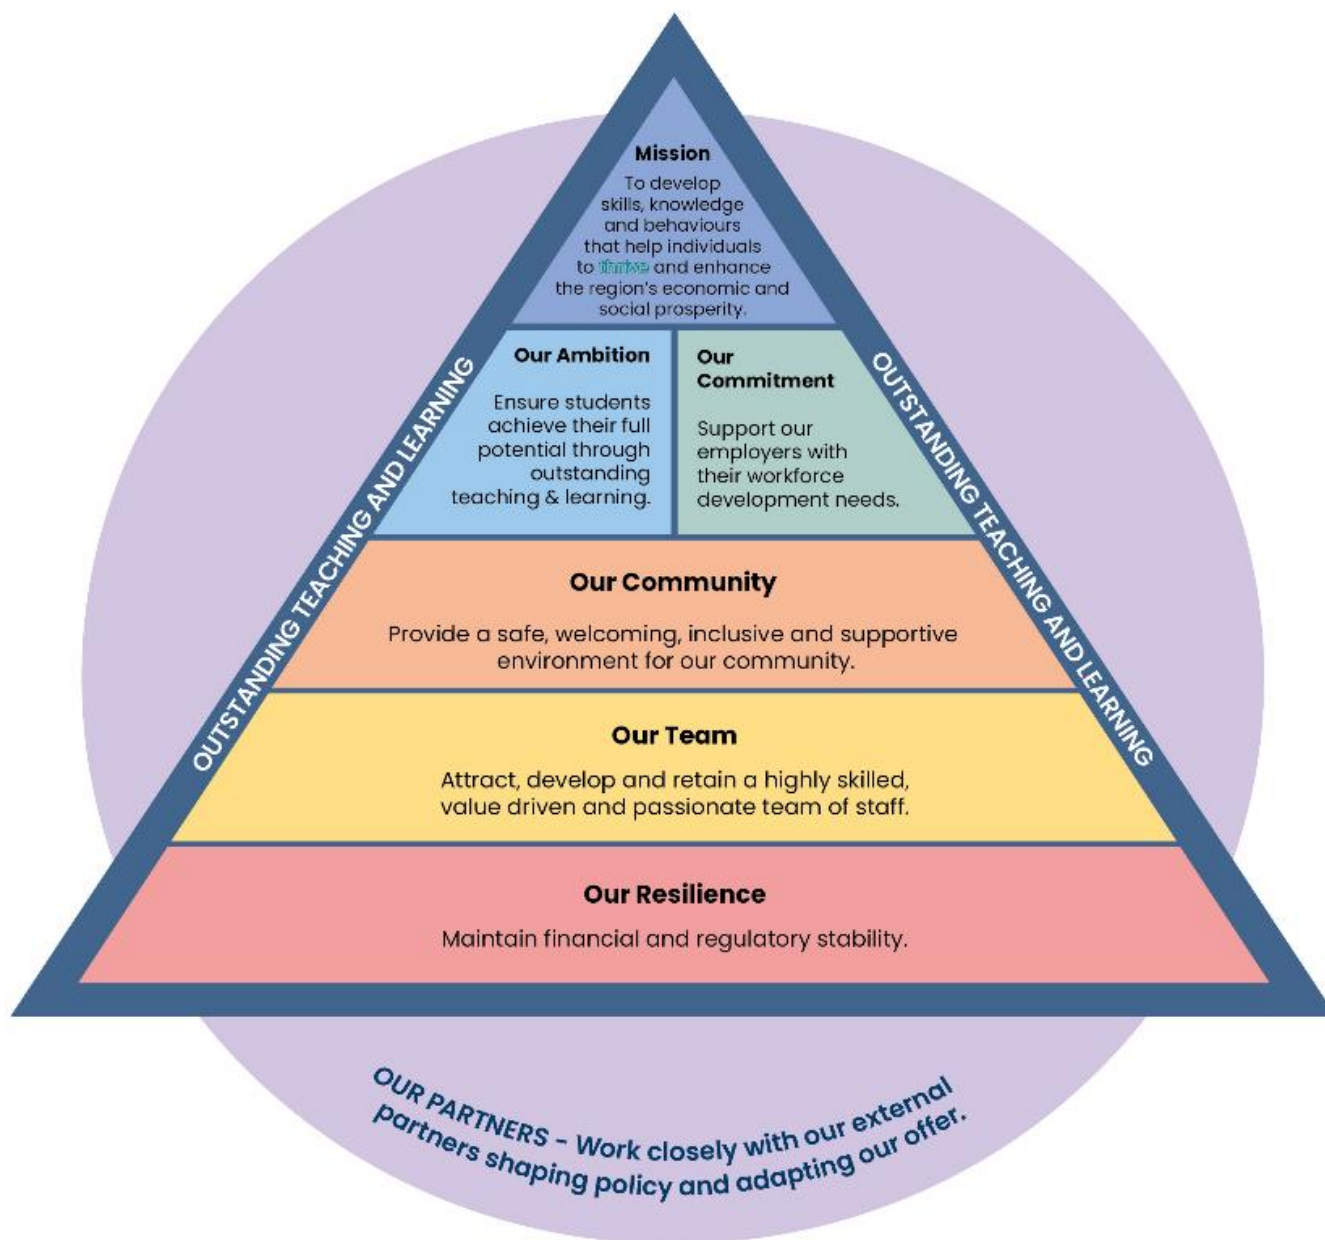 Mission
To develop
skills, knowledge
and behaviours
that help individuals
to thrive and enhance
the region's economic and
social prosperity.
OUTSTANDING TEACHING AND LEARNING
OUTSTANDING TEACHING AND LEARNING
Our Ambition
Ensure students
achieve their full
potential through
outstanding
teaching & learning.
Our
Commitment
Support our
employers with
their workforce
development needs.
Our Community
Provide a safe, welcoming, inclusive and supportive
environment for our community.
Our Team
Attract, develop and retain a highly skilled,
value driven and passionate team of staff.
Our Resilience
Maintain financial and regulatory stability.
OUR PARTNERS - Work closely with our external
partners shaping policy and adapting our offer.